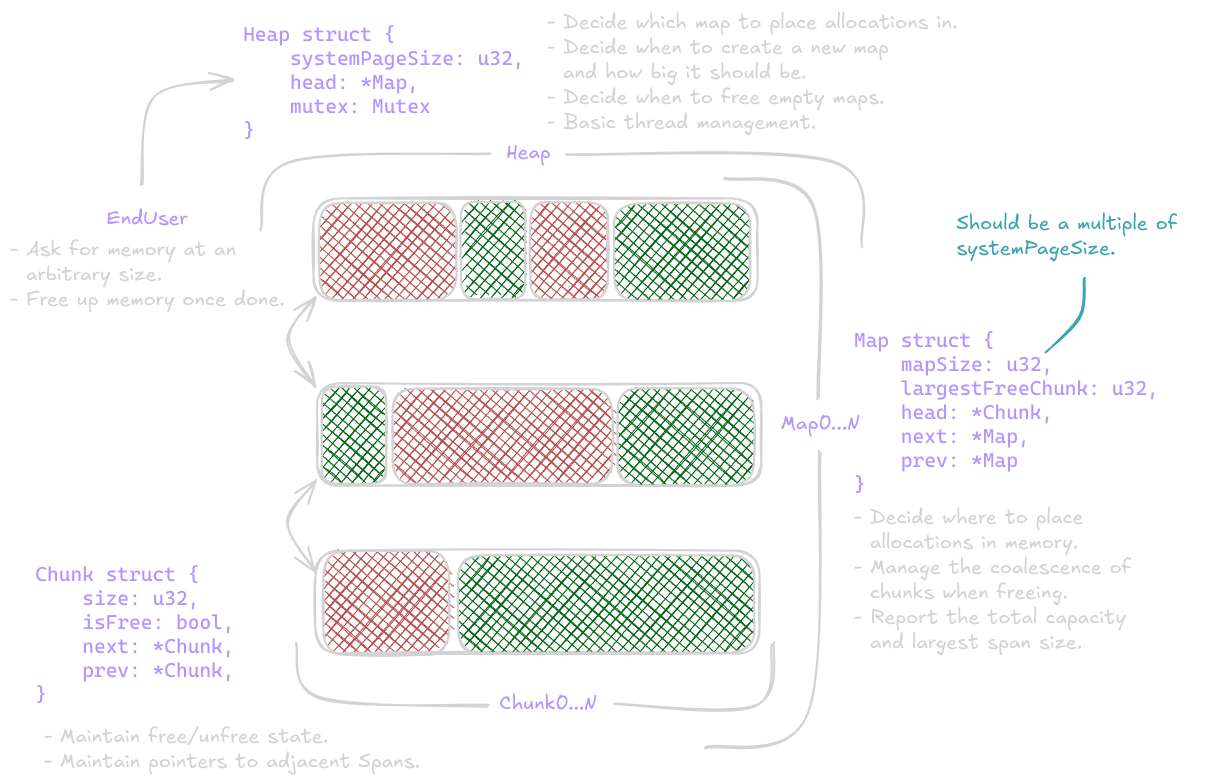 Heap struct {
systemPageSize: u32,
head: *Map,
mutex: Mutex
}
- Decide which map to place allocations in.
- Decide when to create a new map
and how big it should be.
- Decide when to free empty maps.
- Basic thread management.
Heap
EndUser
- Ask for memory at an
arbitrary size.
- Free up memory once done.
Should be a multiple of
systemPageSize.
Map struct {
mapSize: u32,
largestFreeChunk: u32,
head: *Chunk,
next: *Map,
prev: *Map
}
Map0...N
- Decide where to place
allocations in memory.
- Manage the coalescence of
chunks when freeing.
- Report the total capacity
and largest span size.
Chunk struct {
size: u32,
isFree: bool,
next: *Chunk,
prev: *Chunk,
}
Chunk0...N
- Maintain free/unfree state.
- Maintain pointers to adjacent Spans.